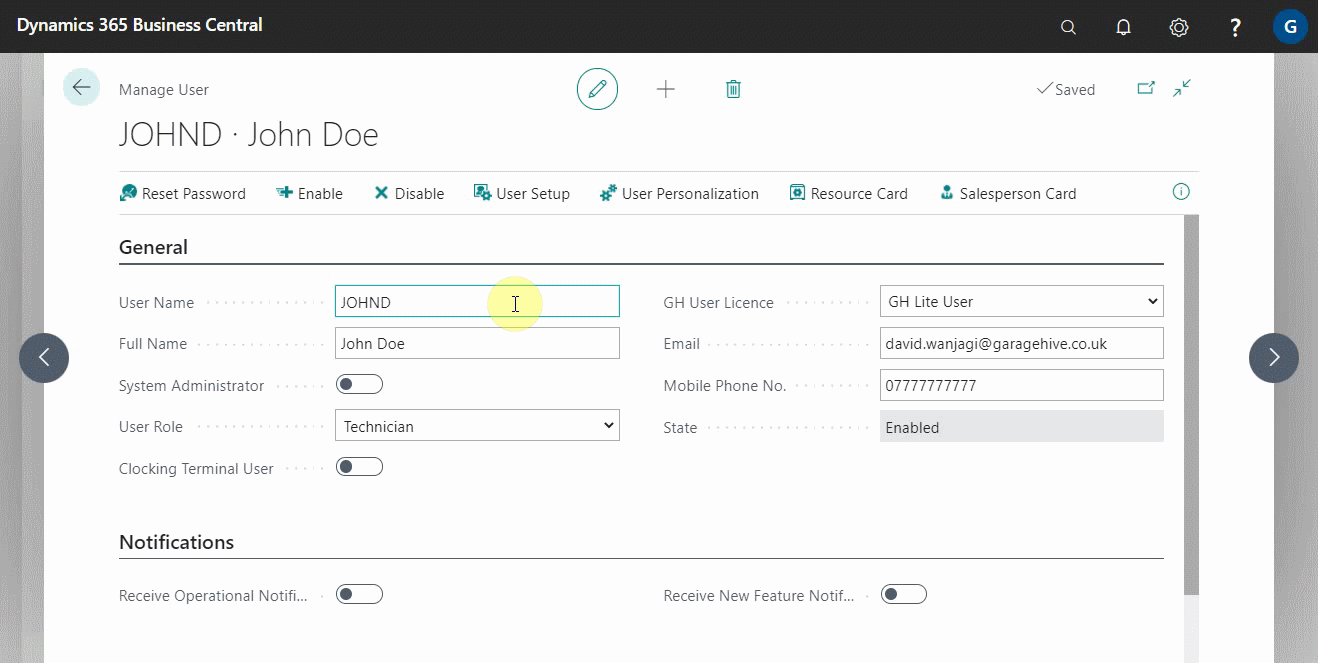 Dynamics 365 Business Central
?
G
Manage User
Saved
JOHND · John Doe
Reset Password Enable Disable User Setup User Personalization Resource Card Salesperson Card
General
User Name JOHND GH User Licence GH Lite User
Full Name John Doe Email david.wanjagi@garagehive.co.uk
System Administrator Mobile Phone No. 07777777777
User Role Technician State Enabled
Clocking Terminal User
Notifications
Receive Operational Notifi... Receive New Feature Notif...